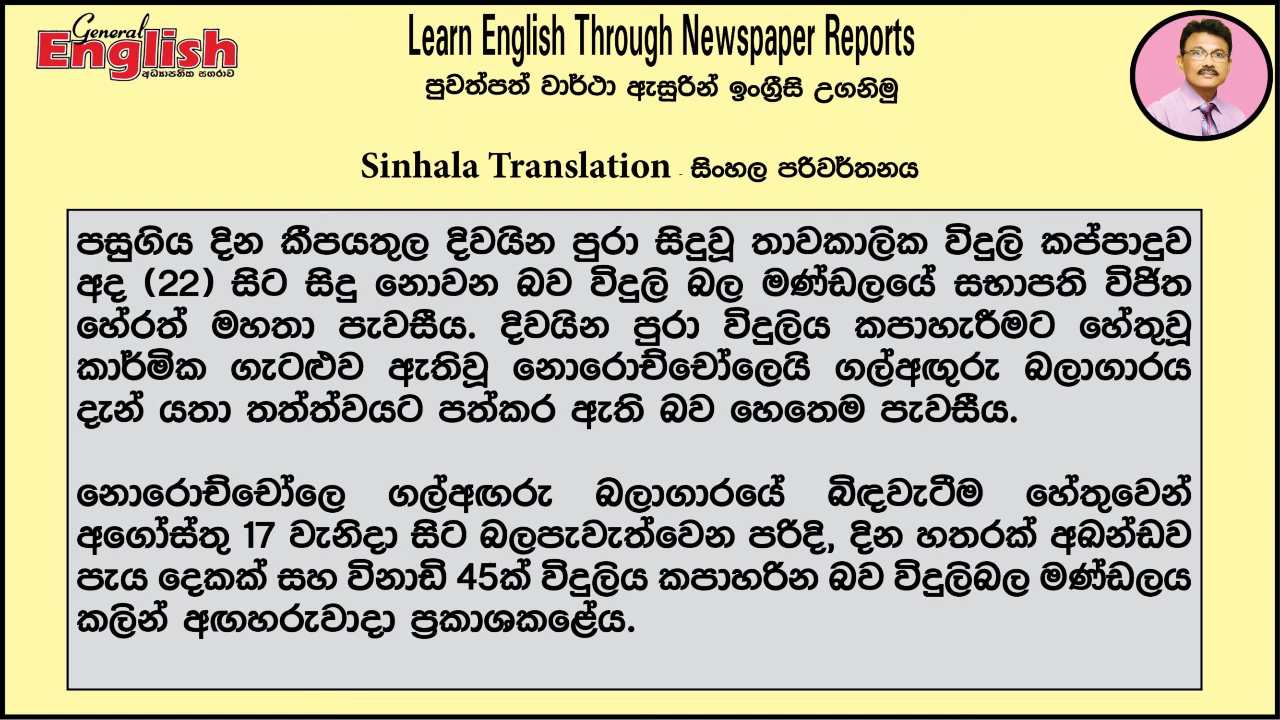 General
English
අධ්‍යාපනික සඟරාව
Learn English Through Newspaper Reports
පුවත්පත් වාර්ථා ඇසුරින් ඉංග්‍රීසි උගනිමු
Sinhala Translation - සිංහල පරිවර්තනය
පසුගිය දින කීපයතුල දිවයින පුරා සිදුවූ තාවකාලික විදුලි කප්පාදුව
අද (22) සිට සිදු නොවන බව විදුලි බල මණ්ඩලයේ සභාපති විජිත
හේරත් මහතා පැවසීය. දිවයින පුරා විදුලිය කපාහැරීමට හේතුවූ
කාර්මික ගැටළුව ඇතිවූ නොරොච්චෝලෙයි ගල්අඟුරු බලාගාරය
දැන් යතා තත්ත්වයට පත්කර ඇති බව හෙතෙම පැවසීය.
නොරොච්චෝලෙ ගල්අඟරු බලාගාරයේ බිඳවැටීම හේතුවෙන්
අගෝස්තු 17 වැනිදා සිට බලපැවැත්වෙන පරිදි, දින හතරක් අඛන්ඩව
පැය දෙකක් සහ විනාඩි 45ක් විදුලිය කපාහරින බව විදුලිබල මණ්ඩලය
කලින් අඟහරුවාදා ප්‍රකාශකළේය.